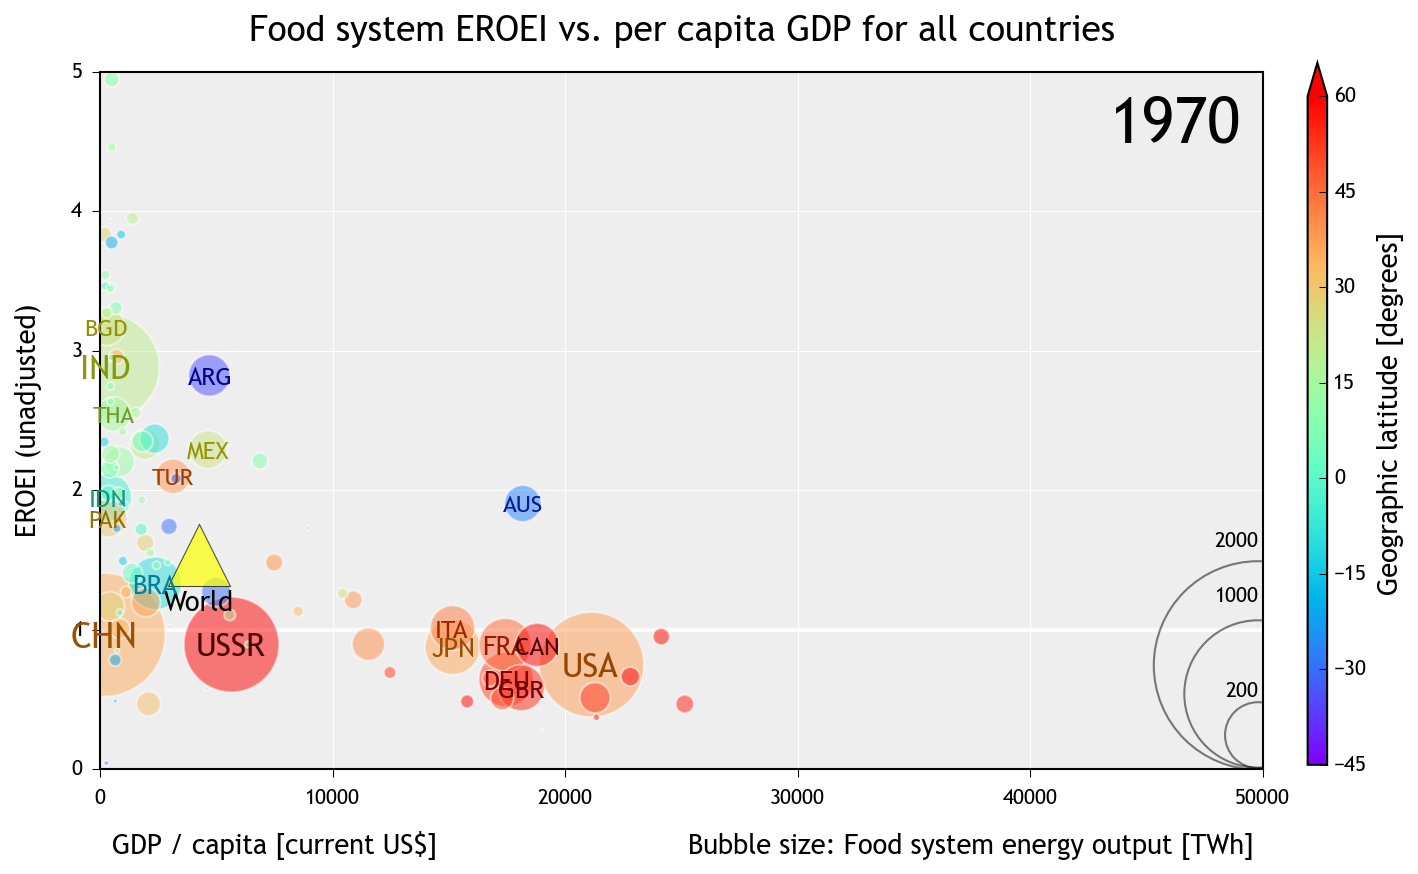 Food system EROEI vs. per capita GDP for all countries
1970
5
4
3
2
1
0
EROEI (unadjusted)
BGD
IND
ARG
THA
MEX
TUR
IDN
AUS
PAK
BRA
World
CHN
USSR
ITA
JPN
FRA
CAN
USA
DEU
GBR
2000
1000
200
0
10000
20000
30000
40000
50000
GDP / capita [current US$]
Bubble size: Food system energy output [TWh]
60
45
30
15
0
−15
−30
−45
Geographic latitude [degrees]